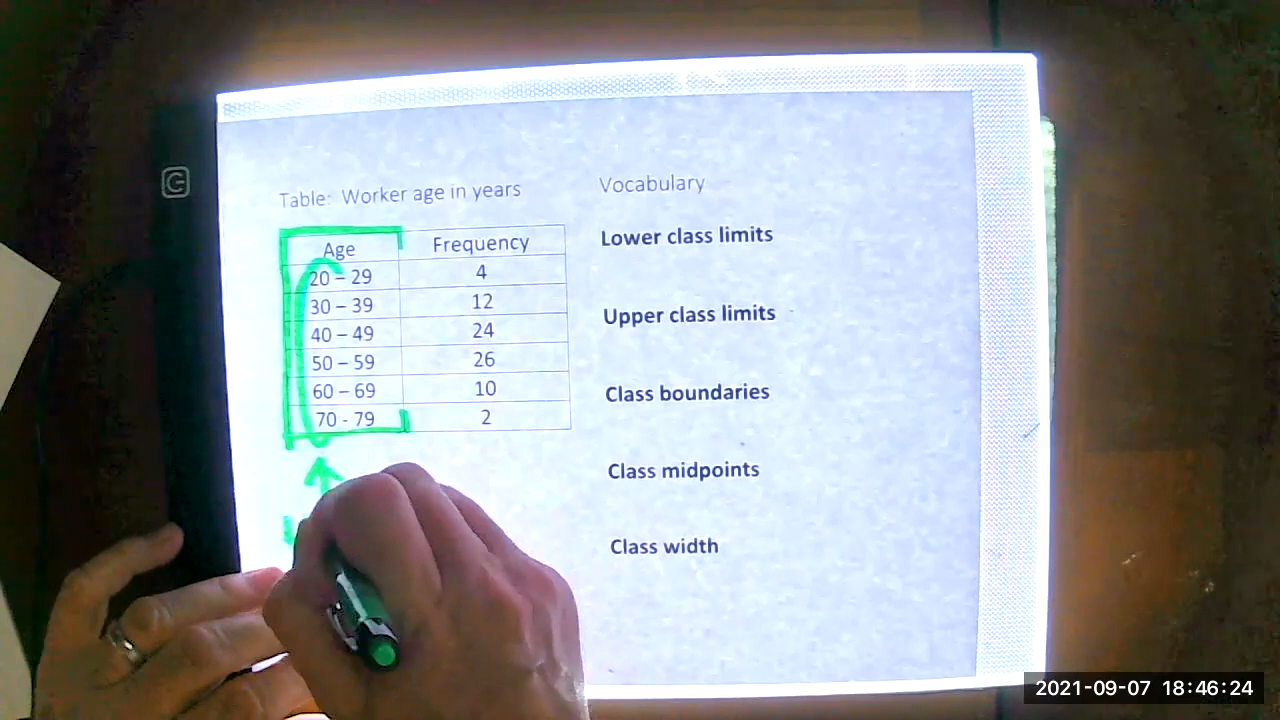 Table: Worker age in years
Age Frequency
20 – 29 4
30 – 39 12
40 – 49 24
50 – 59 26
60 – 69 10
70 - 79 2
Vocabulary
Lower class limits
Upper class limits
Class boundaries
Class midpoints
Class width
2021-09-07 18:46:24